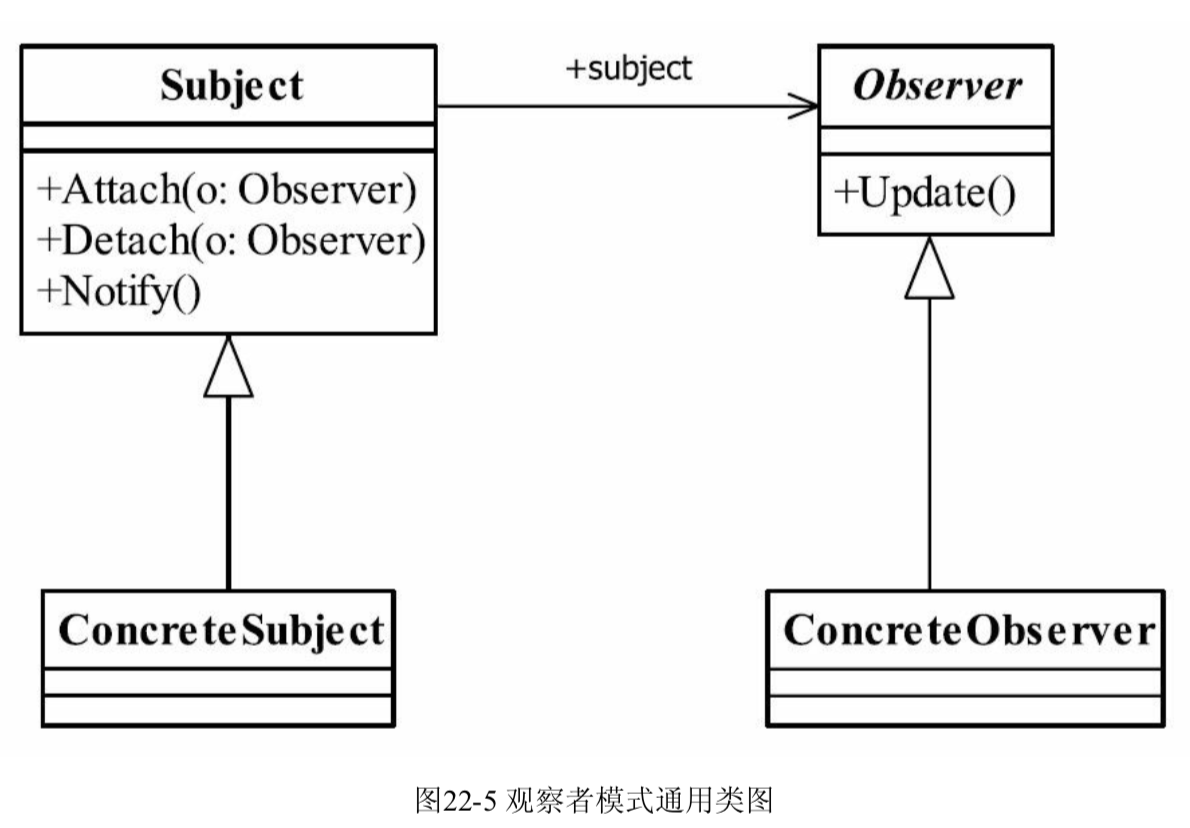 Subject
+Attach(o: Observer)
+Detach(o: Observer)
+Notify()
+subject
Observer
+Update()
ConcreteSubject
ConcreteObserver
图22-5 观察者模式通用类图